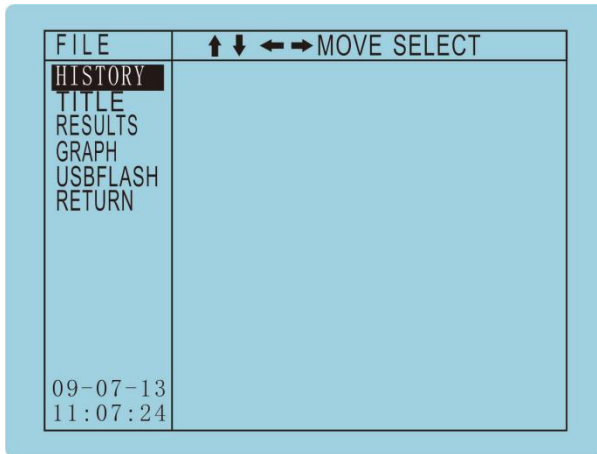 FILE
↑ ↓ ← → MOVE SELECT
HISTORY
TITLE
RESULTS
GRAPH
USBFLASH
RETURN
09-07-13
11:07:24